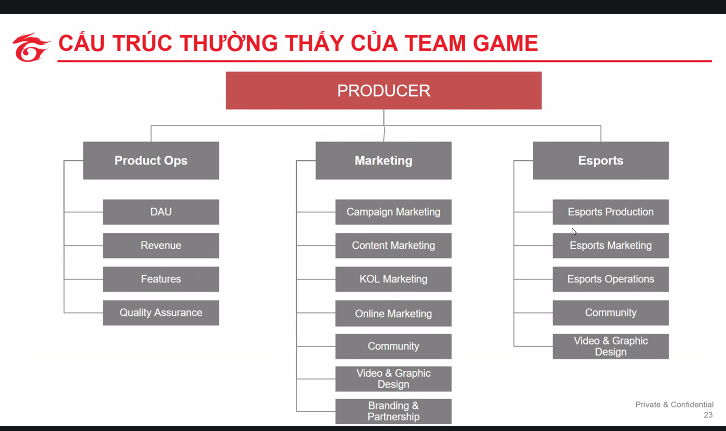 CẤU TRÚC THƯỜNG THẤY CỦA TEAM GAME
PRODUCER
Product Ops
DAU
Revenue
Features
Quality Assurance
Marketing
Campaign Marketing
Content Marketing
KOL Marketing
Online Marketing
Community
Video & Graphic
Design
Branding &
Partnership
Esports
Esports Production
Esports Marketing
Esports Operations
Community
Video & Graphic
Design
Private & Confidential
23